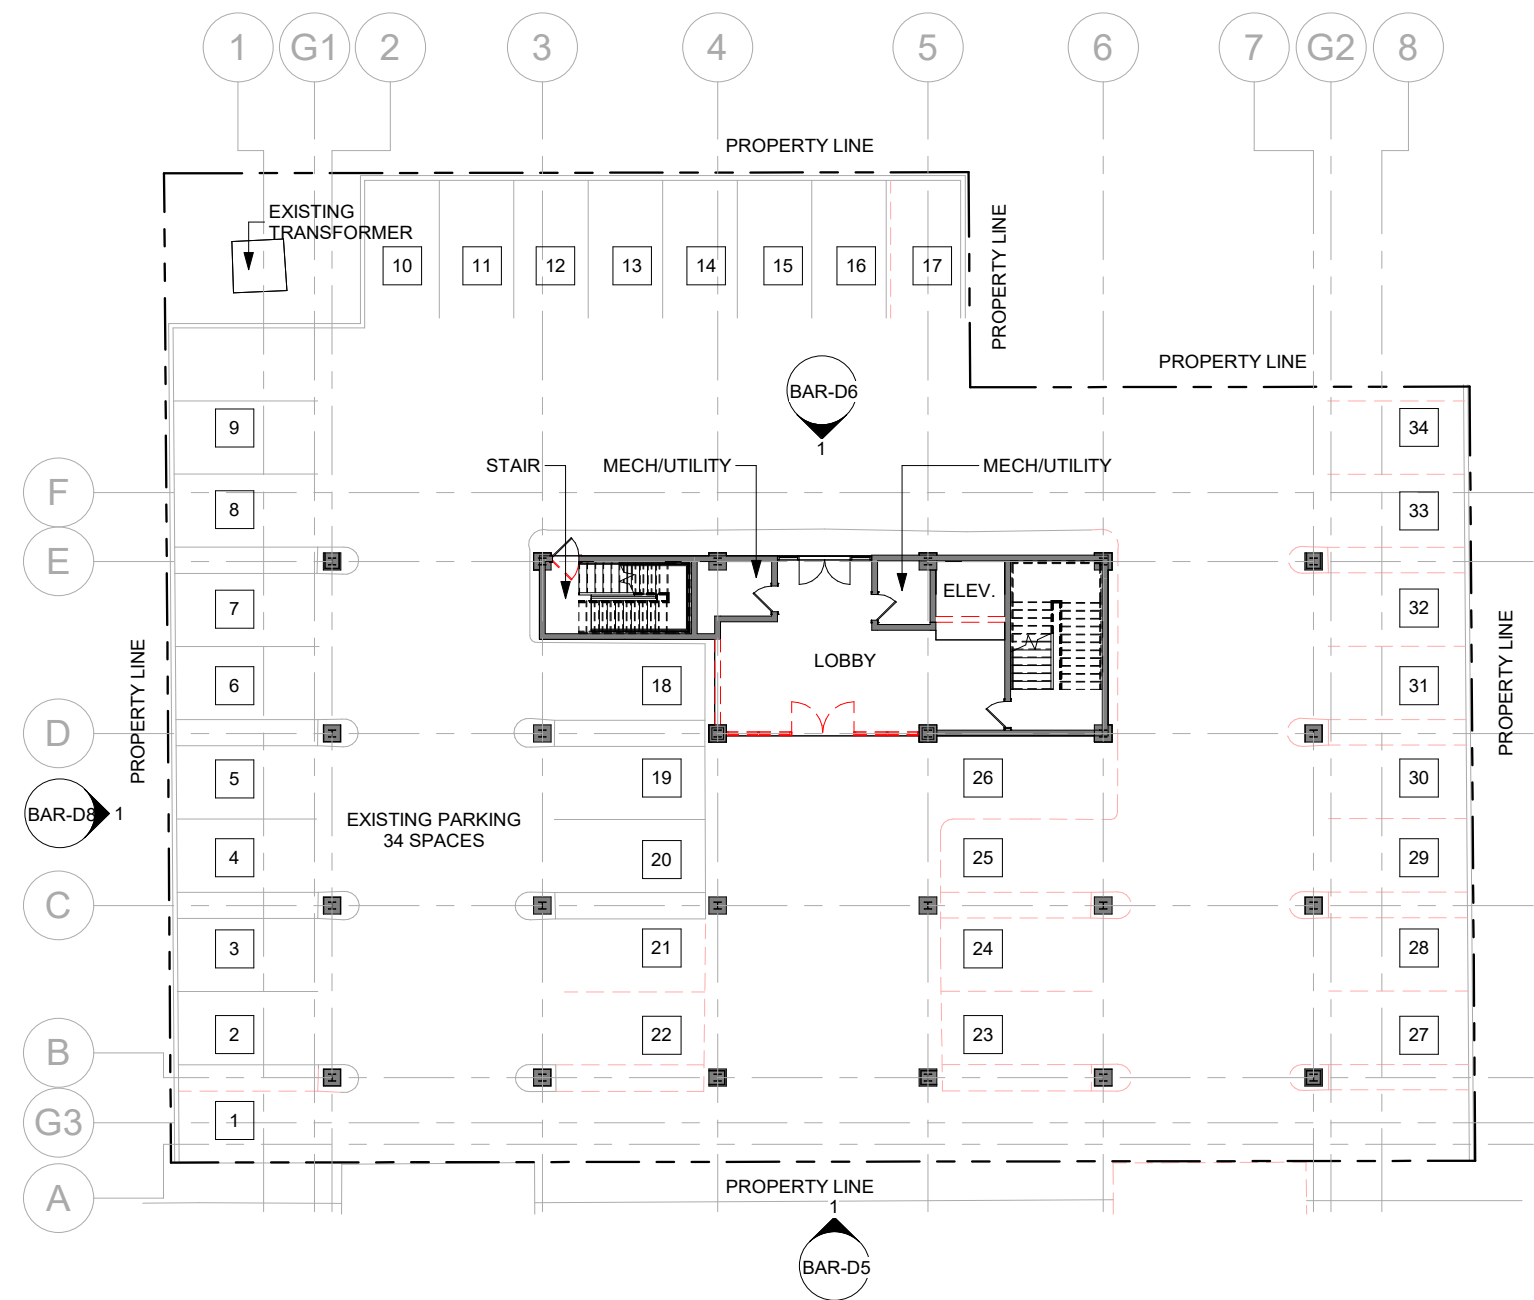 1 G1 2 3 4 5 6 7 G2 8
PROPERTY LINE
EXISTING
TRANSFORMER
PROPERTY LINE
10 11 12 13 14 15 16 17
PROPERTY LINE
BAR-D6
1
9
34
STAIR
MECH/UTILITY
MECH/UTILITY
F
8
33
E
ELEV.
7
32
PROPERTY LINE
PROPERTY LINE
LOBBY
6
18
31
D
5
19
26
30
BAR-D8
1
EXISTING PARKING
34 SPACES
4
20
25
29
C
3
21
24
28
2
22
23
27
B
G3
1
A
PROPERTY LINE
1
BAR-D5